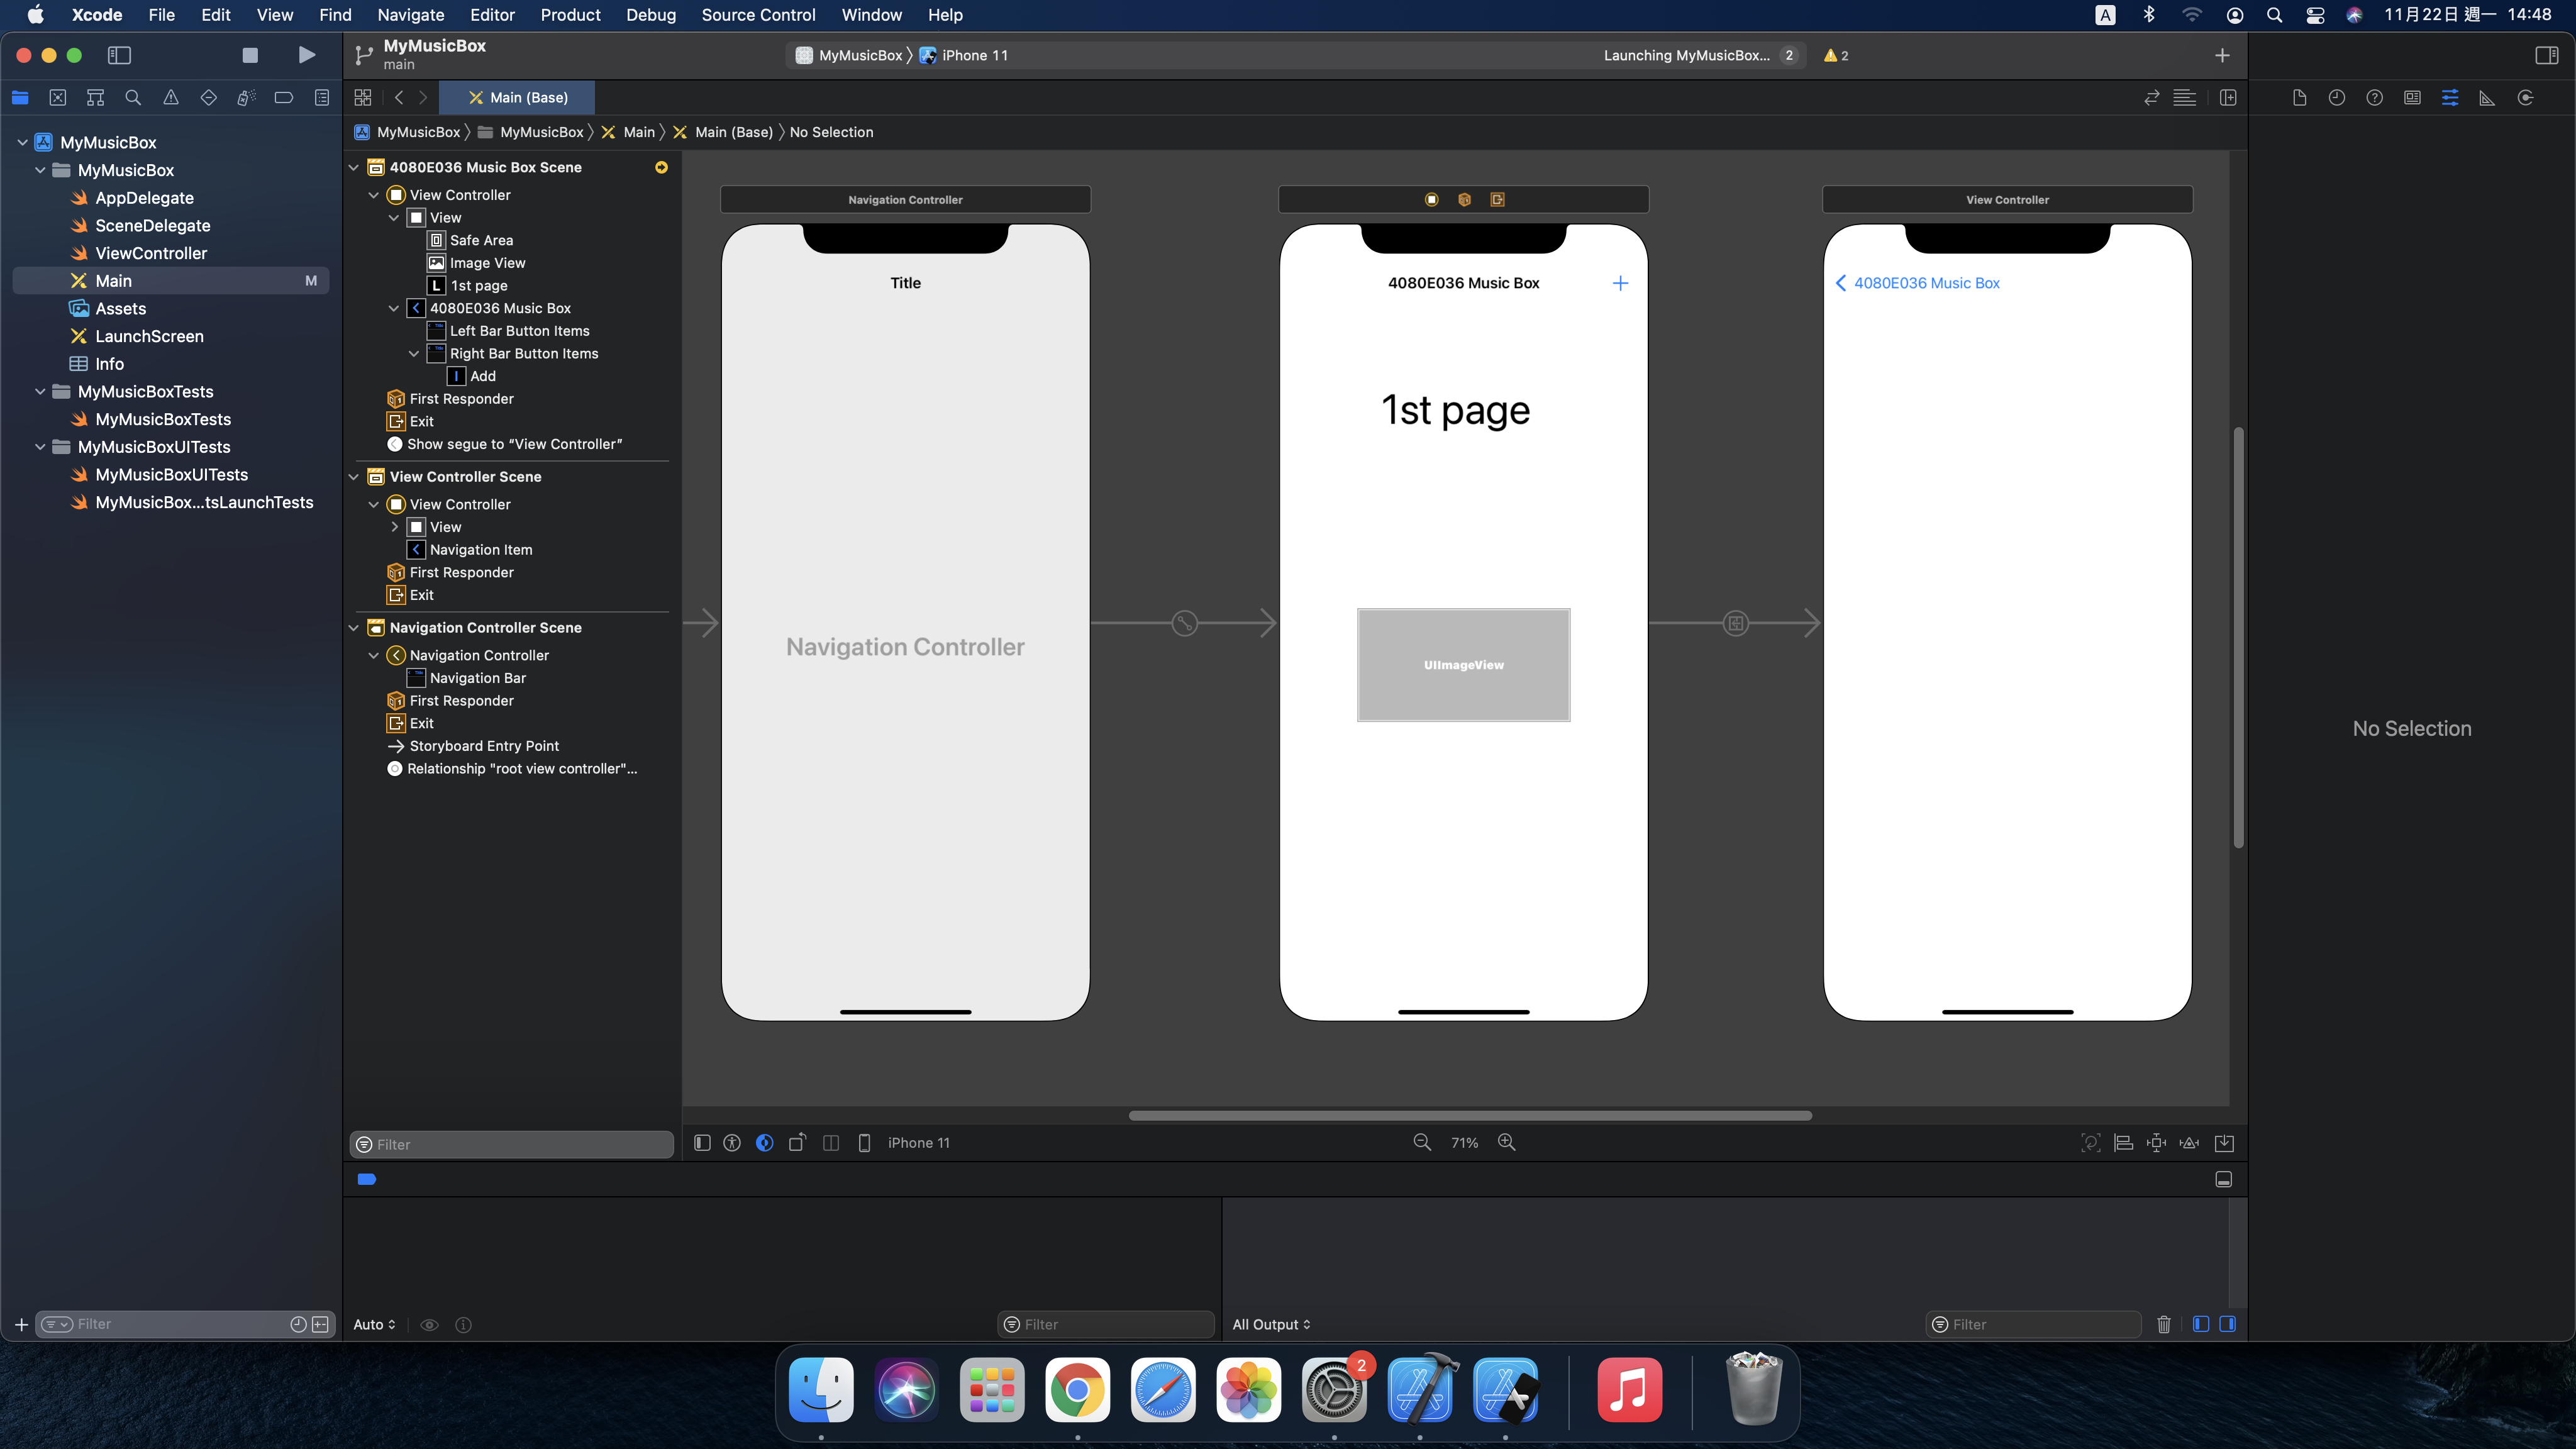 Xcode File Edit View Find Navigate Editor Product Debug Source Control Window Help
A 11月22日 週一 14:48
MyMusicBox
main
MyMusicBox 〉 iPhone 11
Launching MyMusicBox... 2
2
Main (Base)
MyMusicBox 〉 MyMusicBox 〉 Main 〉 Main (Base) 〉 No Selection
MyMusicBox
MyMusicBox
AppDelegate
SceneDelegate
ViewController
Main M
Assets
LaunchScreen
Info
MyMusicBoxTests
MyMusicBoxTests
MyMusicBoxUITests
MyMusicBoxUITests
MyMusicBox...tsLaunchTests
Filter
4080E036 Music Box Scene
View Controller
View
Safe Area
Image View
L 1st page
4080E036 Music Box
Left Bar Button Items
Right Bar Button Items
Add
First Responder
Exit
Show segue to “View Controller”
View Controller Scene
View Controller
View
Navigation Item
First Responder
Exit
Navigation Controller Scene
Navigation Controller
Navigation Bar
First Responder
Exit
Storyboard Entry Point
Relationship "root view controller"...
Filter
Navigation Controller
Title
Navigation Controller
4080E036 Music Box
1st page
UIImageView
View Controller
4080E036 Music Box
iPhone 11
71%
No Selection
Auto
Filter
All Output
Filter
2